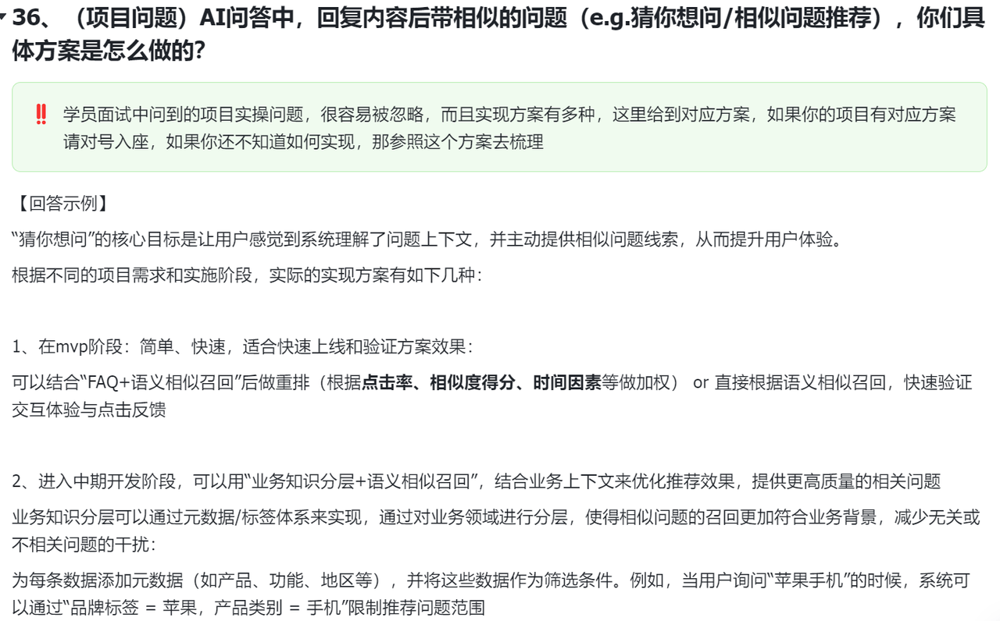 36、（项目问题）AI问答中，回复内容后带相似的问题（e.g.猜你想问/相似问题推荐），你们具
体方案是怎么做的？
‼ 学员面试中问到的项目实操问题，很容易被忽略，而且实现方案有多种，这里给到对应方案，如果你的项目有对应方案
请对号入座，如果你还不知道如何实现，那参照这个方案去梳理
【回答示例】
“猜你想问”的核心目标是让用户感觉到系统理解了问题上下文，并主动提供相似问题线索，从而提升用户体验。
根据不同的项目需求和实施阶段，实际的实现方案有如下几种：
1、在mvp阶段：简单、快速，适合快速上线和验证方案效果：
可以结合“FAQ+语义相似召回”后做重排（根据点击率、相似度得分、时间因素等做加权） or 直接根据语义相似召回，快速验证
交互体验与点击反馈
2、进入中期开发阶段，可以用“业务知识分层+语义相似召回”，结合业务上下文来优化推荐效果，提供更高质量的相关问题
业务知识分层可以通过元数据/标签体系来实现，通过对业务领域进行分层，使得相似问题的召回更加符合业务背景，减少无关或
不相关问题的干扰：
为每条数据添加元数据（如产品、功能、地区等），并将这些数据作为筛选条件。例如，当用户询问“苹果手机”的时候，系统可
以通过“品牌标签 = 苹果，产品类别 = 手机”限制推荐问题范围